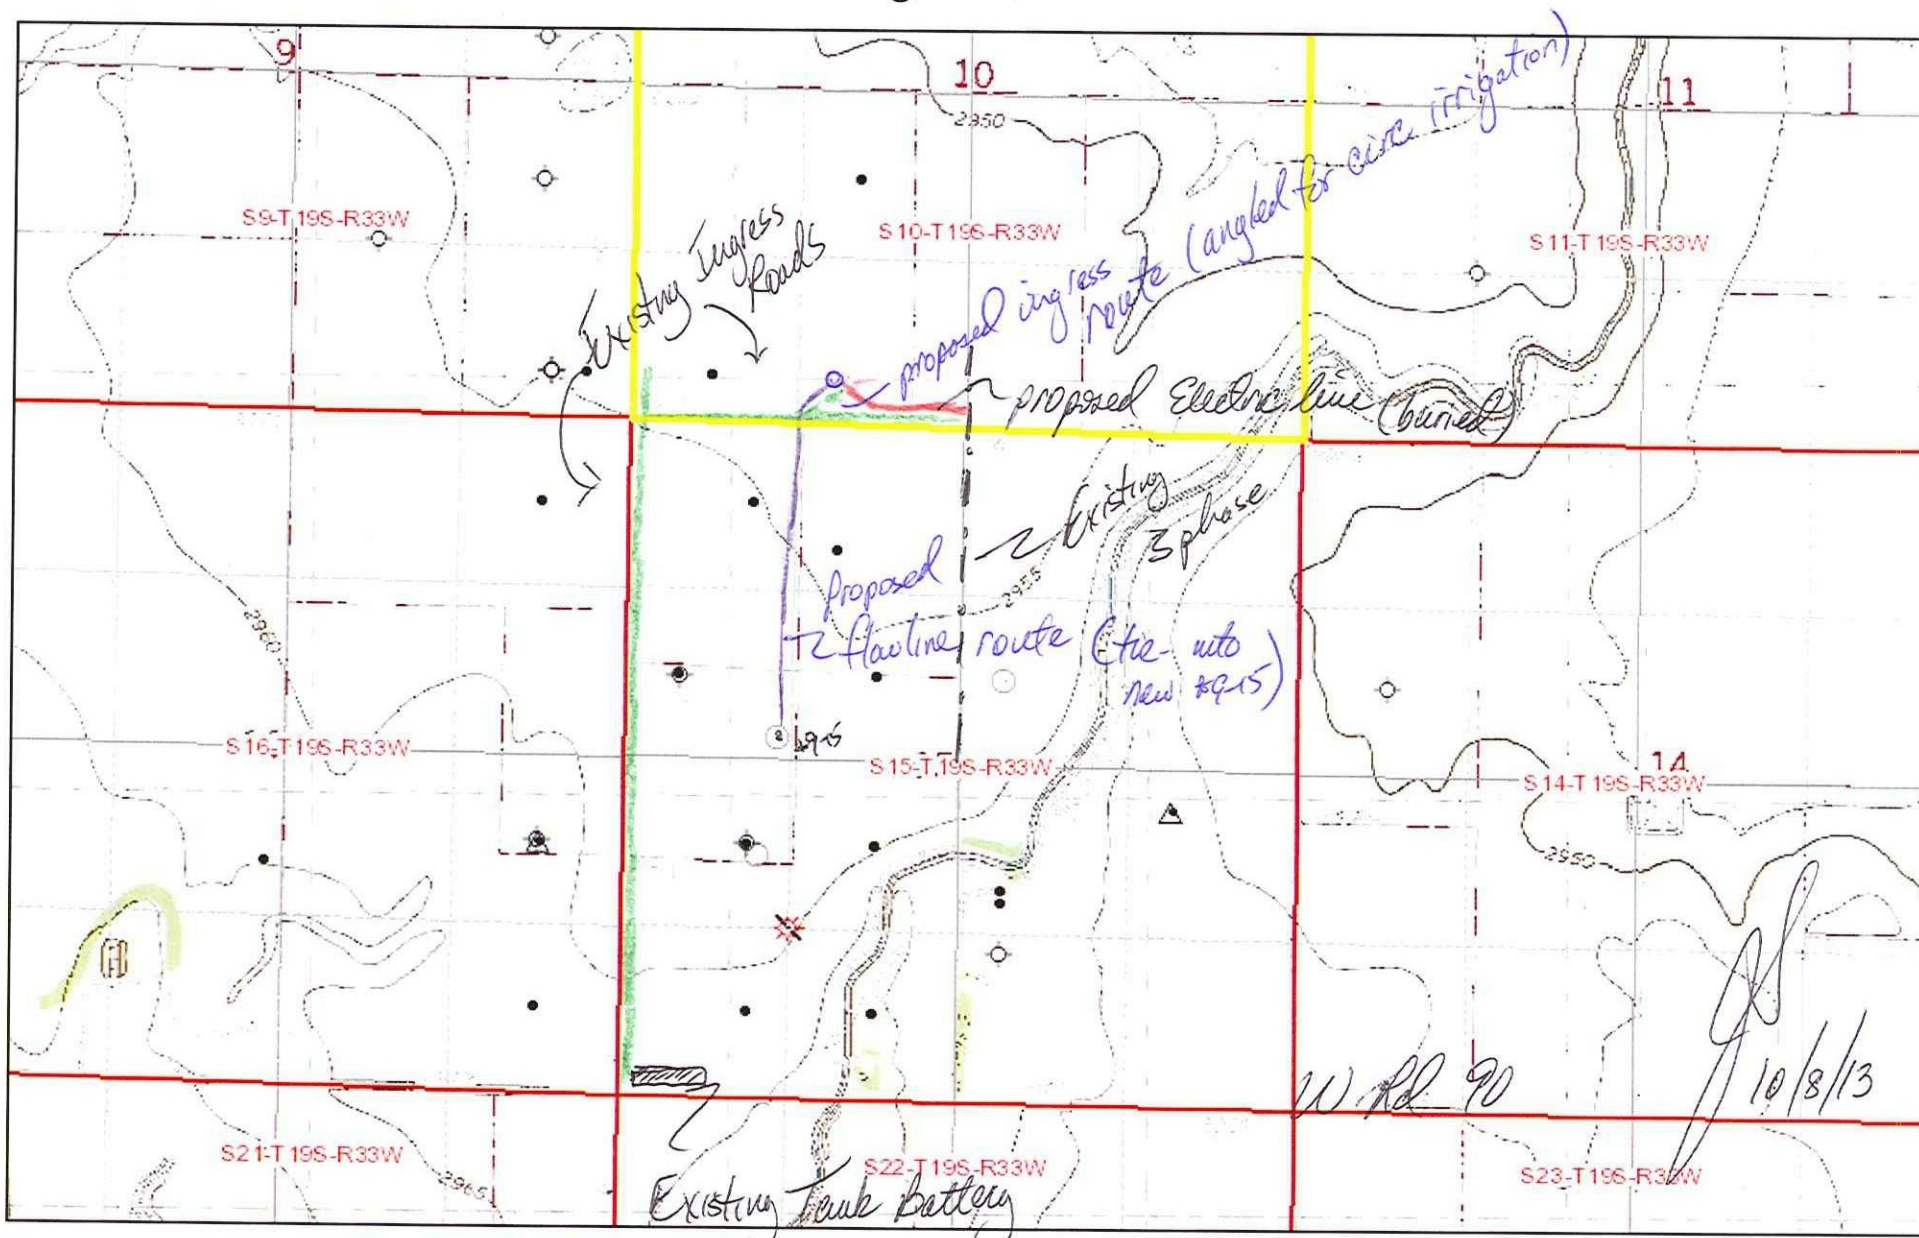 9
10
11
2950
S9-T19S-R33W
S10-T19S-R33W
S11-T19S-R33W
Existing Ingress
Roads
proposed ingress
route (angled for circ. irrigation)
proposed Electric line (buried)
Existing
3 phase
2955
Proposed
flowline route (tie-into
new #9-15)
2960
#9-15
S16-T19S-R33W
S15-T19S-R33W
14
S14-T19S-R33W
2950
W Rd 90
10/8/13
S21-T19S-R33W
S22-T19S-R33W
S23-T19S-R33W
2965
Existing Tank Battery